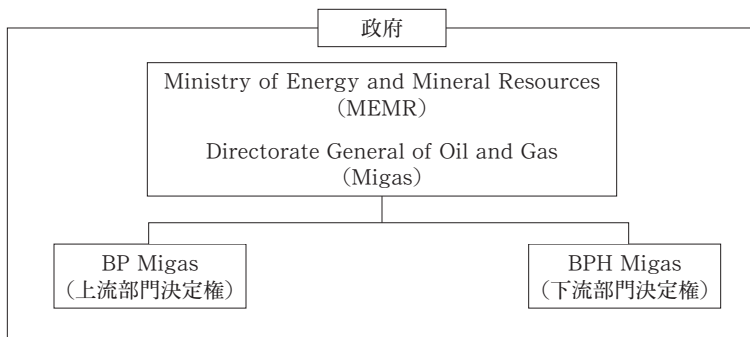 政府
Ministry of Energy and Mineral Resources
（MEMR）
Directorate General of Oil and Gas
（Migas）
BP Migas
（上流部門決定権）
BPH Migas
（下流部門決定権）